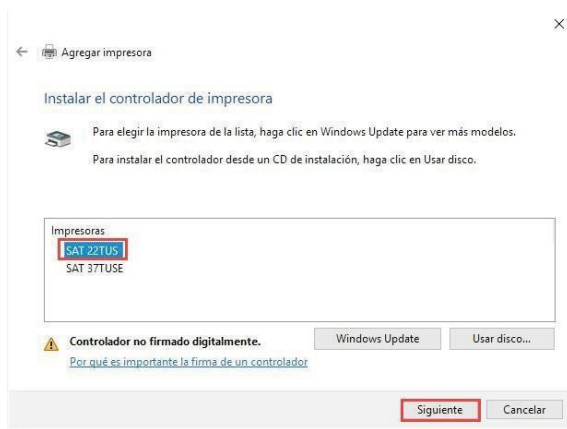 Agregar impresora
Instalar el controlador de impresora
Para elegir la impresora de la lista, haga clic en Windows Update para ver más modelos.
Para instalar el controlador desde un CD de instalación, haga clic en Usar disco.
Impresoras
SAT 22TUS
SAT 37TUSE
Controlador no firmado digitalmente.
Windows Update
Usar disco...
Por qué es importante la firma de un controlador
Siguiente
Cancelar